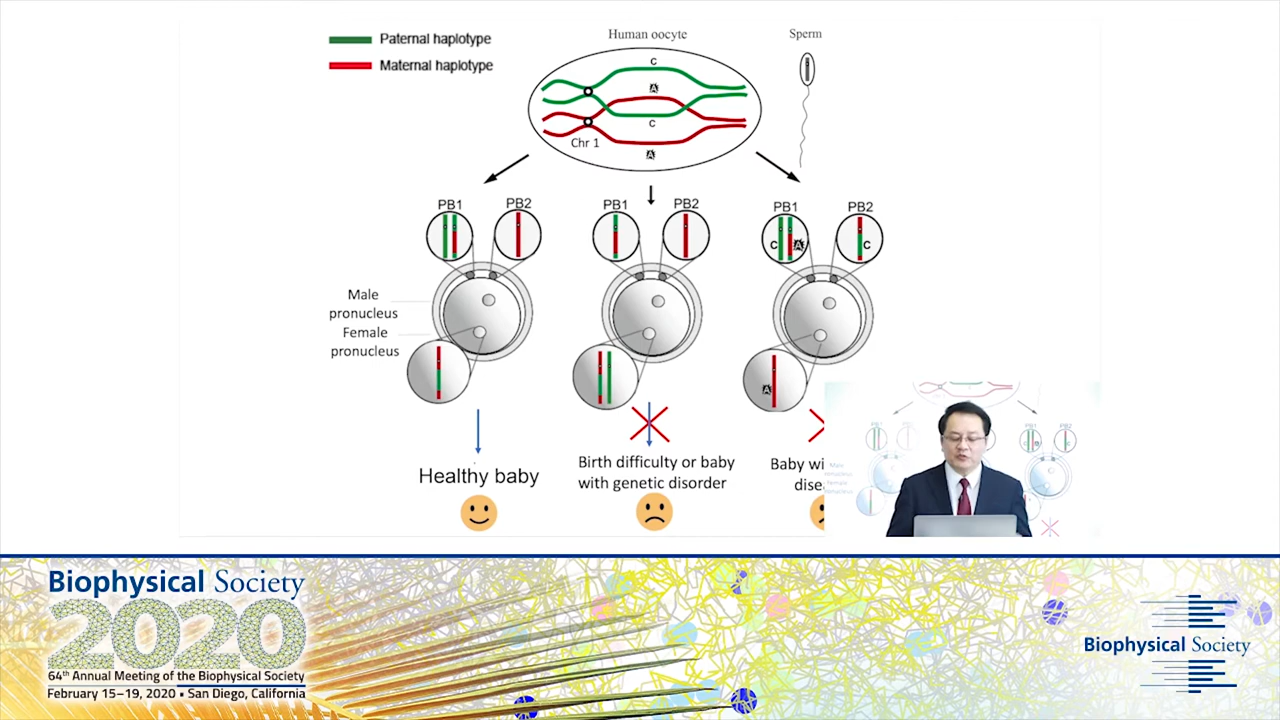 Paternal haplotype
Maternal haplotype
Human oocyte
Sperm
C
A
C
Chr 1
A
PB1
PB2
PB1
PB2
PB1
PB2
C
A
C
Male
pronucleus
Female
pronucleus
A
Healthy baby
Birth difficulty or baby
with genetic disorder
Baby wi
disea
Biophysical Society
2020
64th Annual Meeting of the Biophysical Society
February 15–19, 2020 • San Diego, California
Biophysical Society